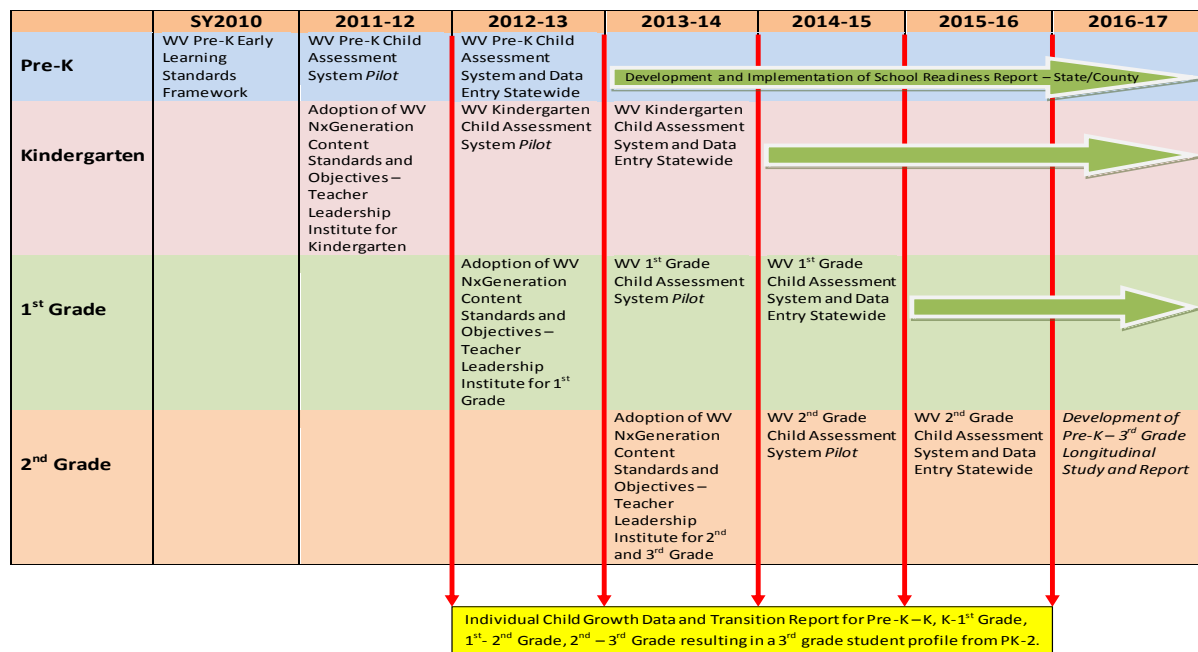 SY2010 2011-12 2012-13 2013-14 2014-15 2015-16 2016-17
Pre-K
WV Pre-K Early
Learning
Standards
Framework
WV Pre-K Child
Assessment
System Pilot
WV Pre-K Child
Assessment
System and Data
Entry Statewide
Development and Implementation of School Readiness Report – State/County
Kindergarten
Adoption of WV
NxGeneration
Content
Standards and
Objectives –
Teacher
Leadership
Institute for
Kindergarten
WV Kindergarten
Child Assessment
System Pilot
WV Kindergarten
Child Assessment
System and Data
Entry Statewide
1st Grade
Adoption of WV
NxGeneration
Content
Standards and
Objectives –
Teacher
Leadership
Institute for 1st
Grade
WV 1st Grade
Child Assessment
System Pilot
WV 1st Grade
Child Assessment
System and Data
Entry Statewide
2nd Grade
Adoption of WV
NxGeneration
Content
Standards and
Objectives –
Teacher
Leadership
Institute for 2nd
and 3rd Grade
WV 2nd Grade
Child Assessment
System Pilot
WV 2nd Grade
Child Assessment
System and Data
Entry Statewide
Development of
Pre-K – 3rd Grade
Longitudinal
Study and Report
Individual Child Growth Data and Transition Report for Pre-K – K, K-1st Grade,
1st- 2nd Grade, 2nd – 3rd Grade resulting in a 3rd grade student profile from PK-2.